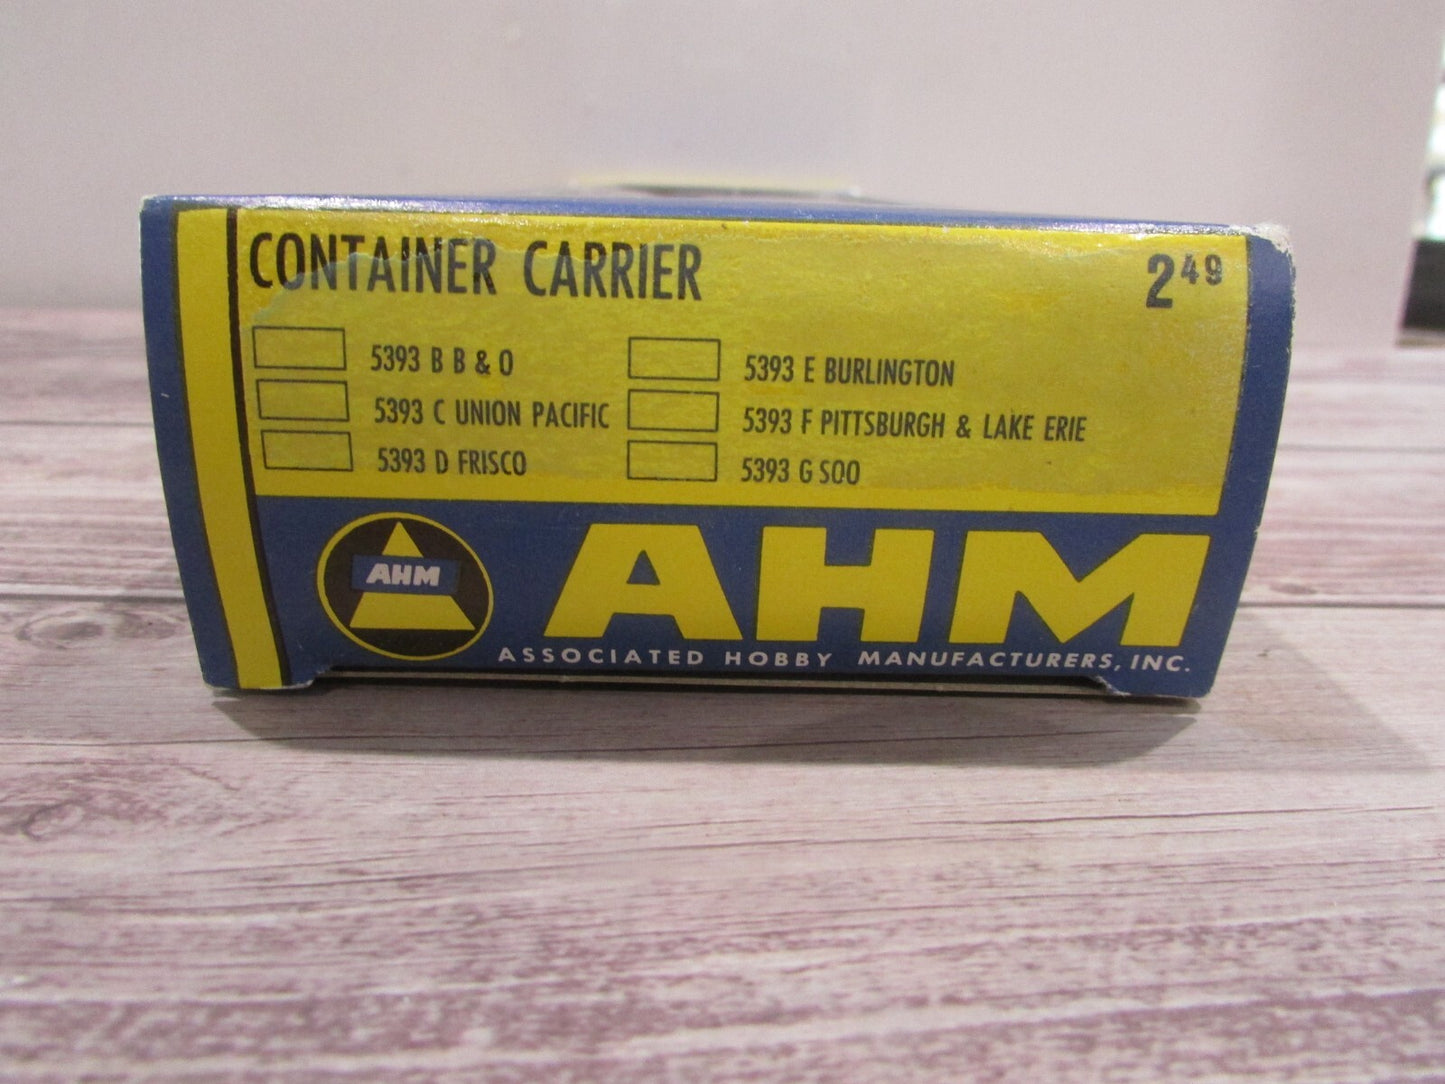 CONTAINER CARRIER 2 49
5393 B B & O
5393 C UNION PACIFIC
5393 D FRISCO
5393 E BURLINGTON
5393 F PITTSBURGH & LAKE ERIE
5393 G SOO
AHM
AHM
ASSOCIATED HOBBY MANUFACTURERS, INC.